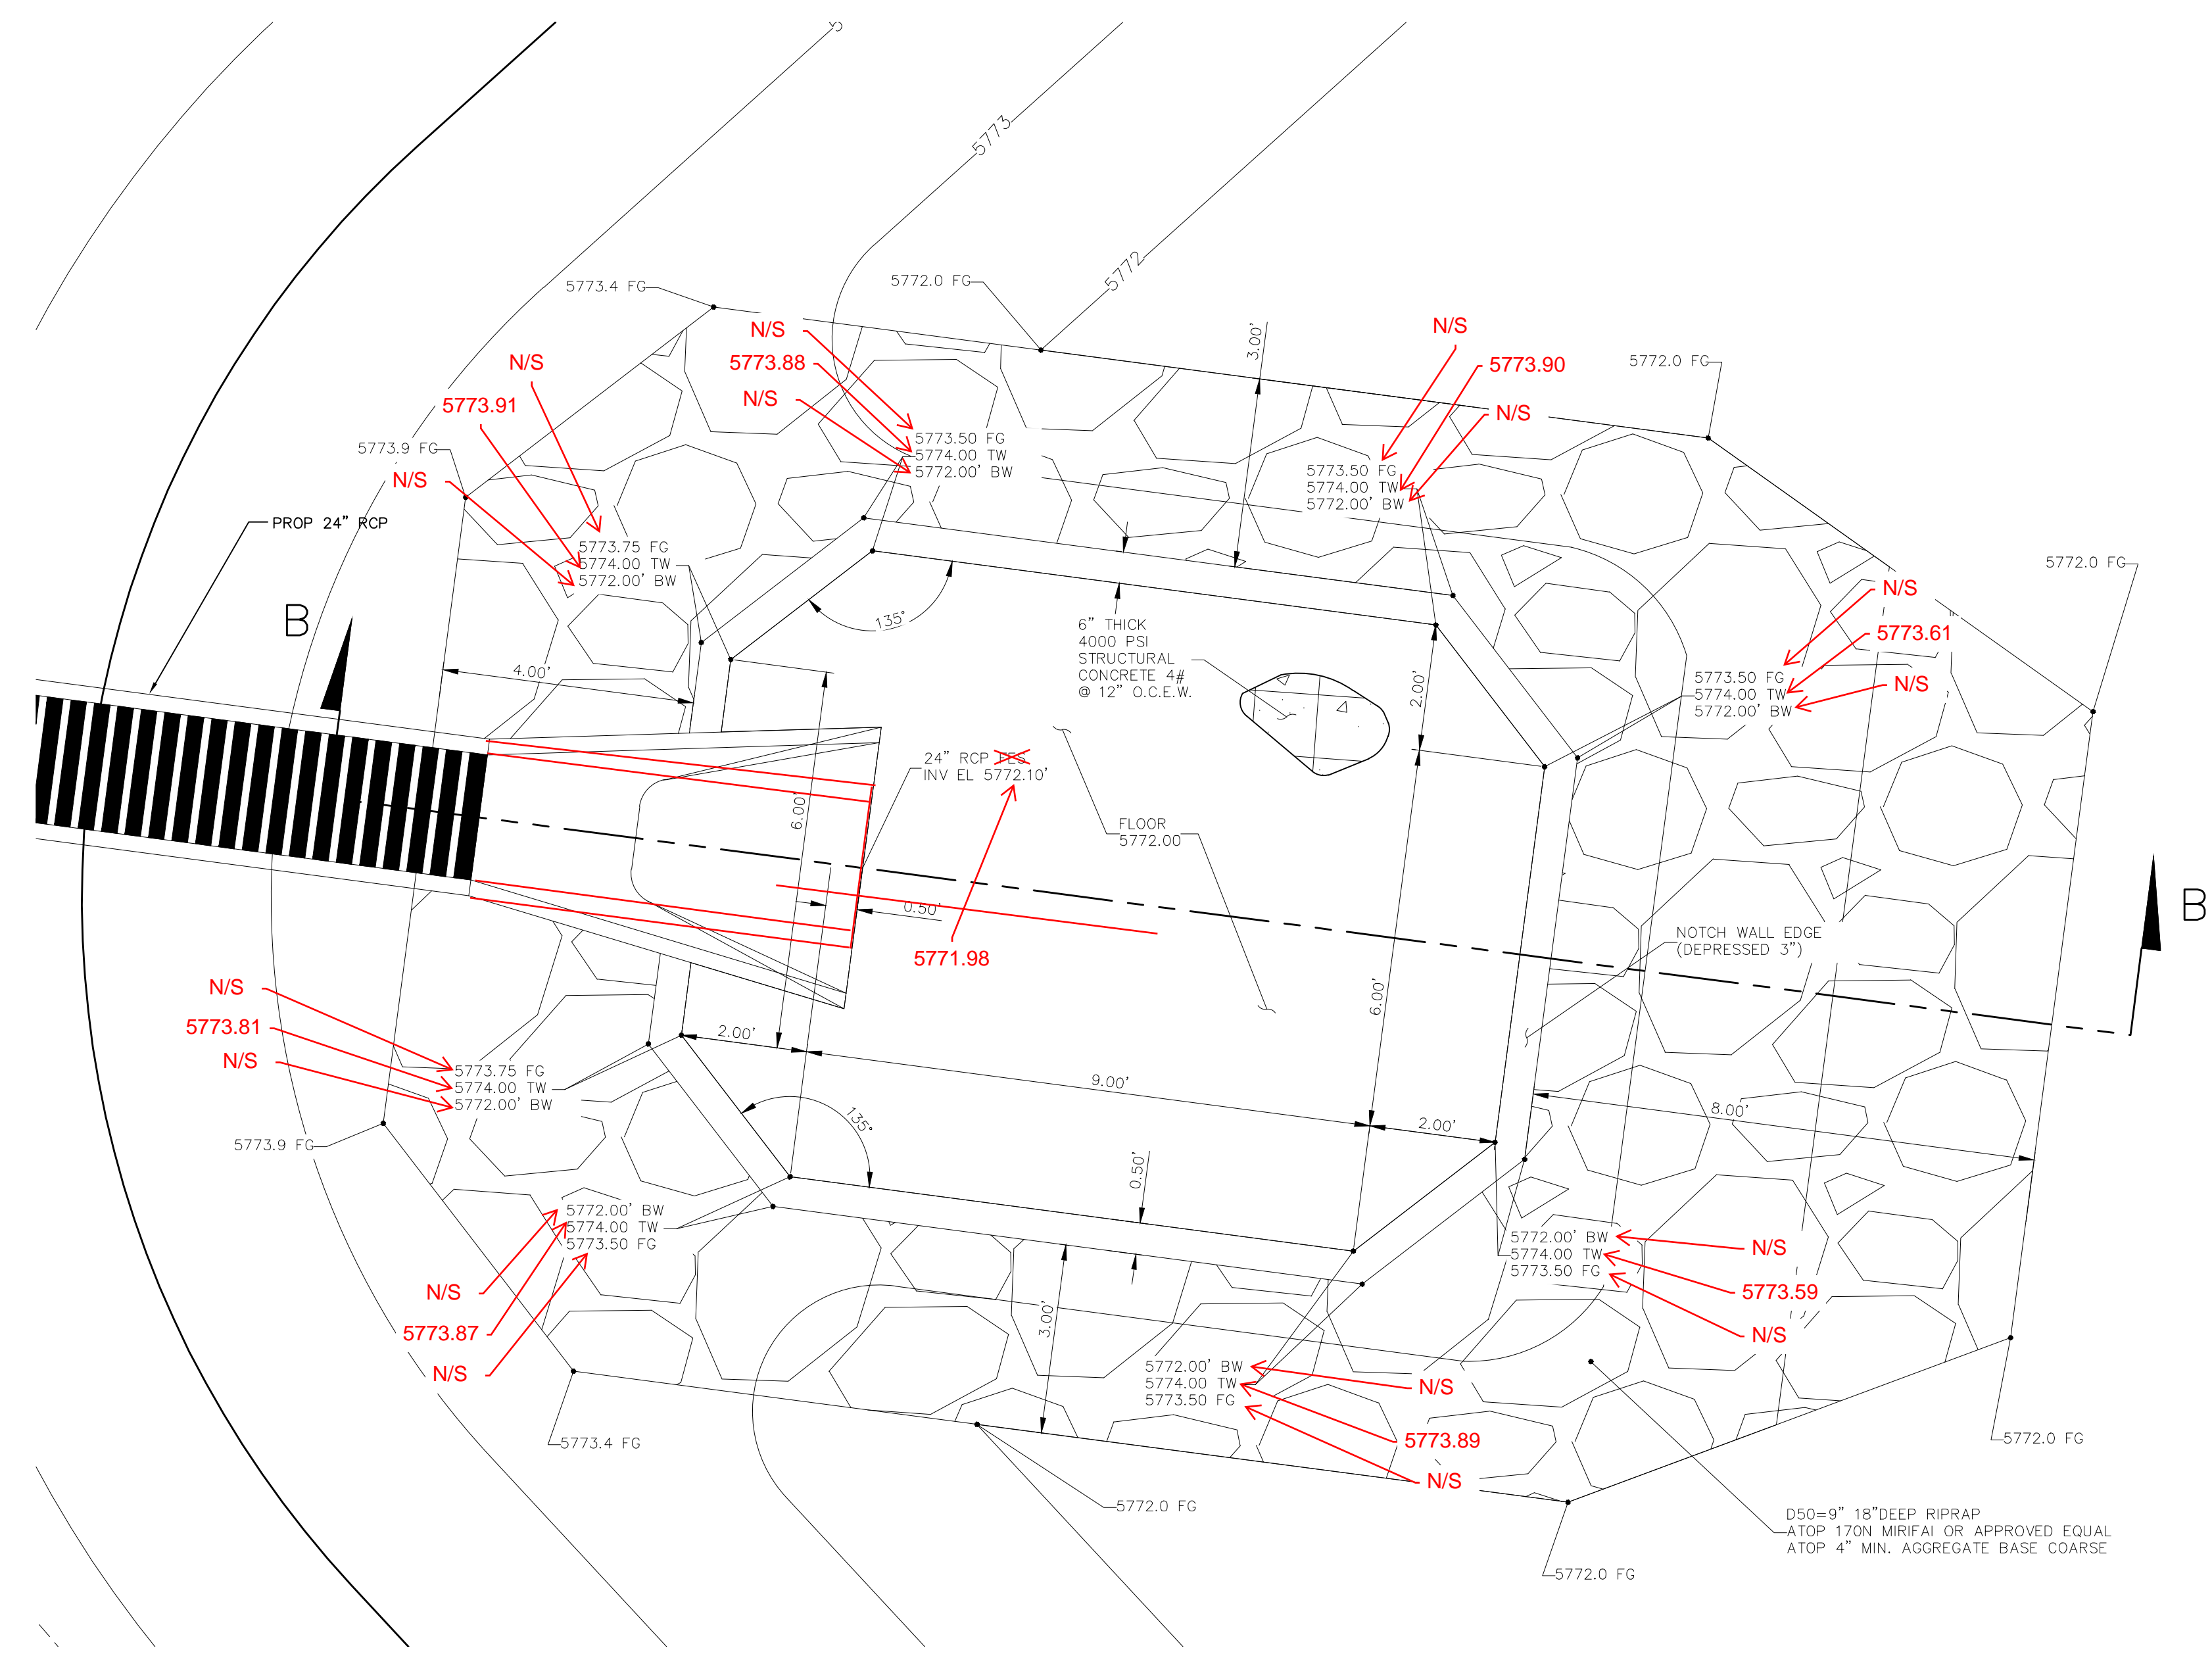 5
5773
5772
5773.4 FG
5772.0 FG
N/S
5773.88
N/S
5773.50 FG
5774.00 TW
5772.00' BW
3.00'
N/S
5773.90
N/S
5773.50 FG
5774.00 TW
5772.00' BW
5772.0 FG
N/S
5773.91
5773.9 FG
N/S
5773.75 FG
5774.00 TW
5772.00' BW
PROP 24" RCP
B
4.00'
135°
6" THICK
4000 PSI
STRUCTURAL
CONCRETE 4#
@ 12" O.C.E.W.
2.00'
5772.0 FG
N/S
5773.61
N/S
5773.50 FG
5774.00 TW
5772.00' BW
24" RCP FES
INV EL 5772.10'
6.00'
FLOOR
5772.00
0.50'
5771.98
B
NOTCH WALL EDGE
(DEPRESSED 3")
6.00'
N/S
5773.81
N/S
5773.75 FG
5774.00 TW
5772.00' BW
2.00'
9.00'
2.00'
8.00'
135°
5773.9 FG
0.50'
5772.00' BW
5774.00 TW
5773.50 FG
N/S
5773.87
N/S
5772.00' BW
5774.00 TW
5773.50 FG
N/S
5773.59
N/S
3.00'
5772.00' BW
5774.00 TW
5773.50 FG
N/S
5773.89
N/S
5773.4 FG
5772.0 FG
5772.0 FG
D50=9" 18"DEEP RIPRAP
ATOP 170N MIRIFAI OR APPROVED EQUAL
ATOP 4" MIN. AGGREGATE BASE COARSE
5772.0 FG